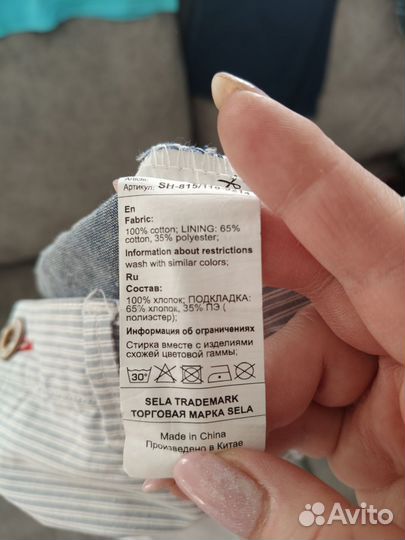 Article:
Артикул: SH-815/
En
Fabric:
100% cotton; LINING: 65%
cotton, 35% polyester;
Information about restrictions
wash with similar colors;
Ru
Состав:
100% хлопок; ПОДКЛАДКА:
65% хлопок, 35% ПЭ (
полиэстер);
Информация об ограничениях
Стирка вместе с изделиями
схожей цветовой гаммы;
30°
SELA TRADEMARK
ТОРГОВАЯ МАРКА SELA
Made in China
Произведено в Китае
Avito